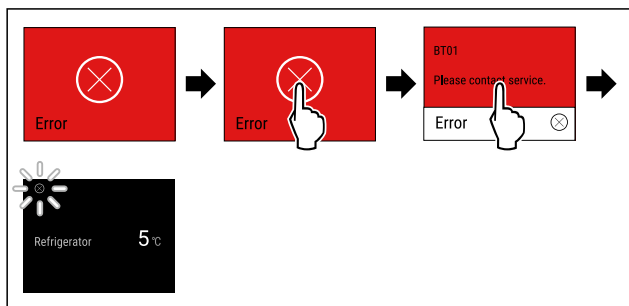 Error
Error
BT01
Please contact service.
Error
Refrigerator 5 °C